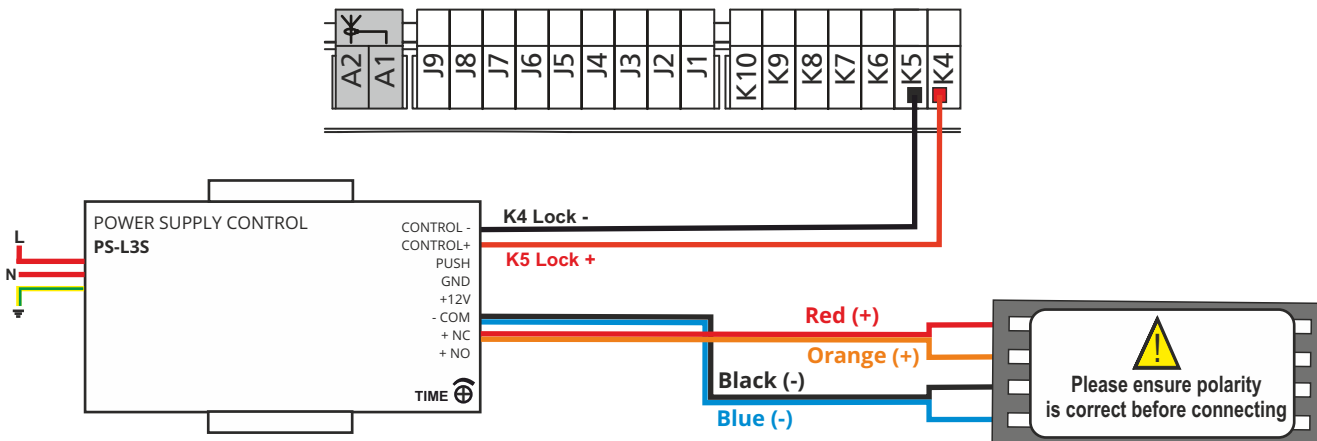 A2 A1 J9 J8 J7 J6 J5 J4 J3 J2 J1 K10 K9 K8 K7 K6 K5 K4
POWER SUPPLY CONTROL
PS-L3S
L
N
CONTROL -
CONTROL+
PUSH
GND
+12V
- COM
+ NC
+ NO
TIME
K4 Lock -
K5 Lock +
Red (+)
Orange (+)
Black (-)
Blue (-)
!
Please ensure polarity
is correct before connecting